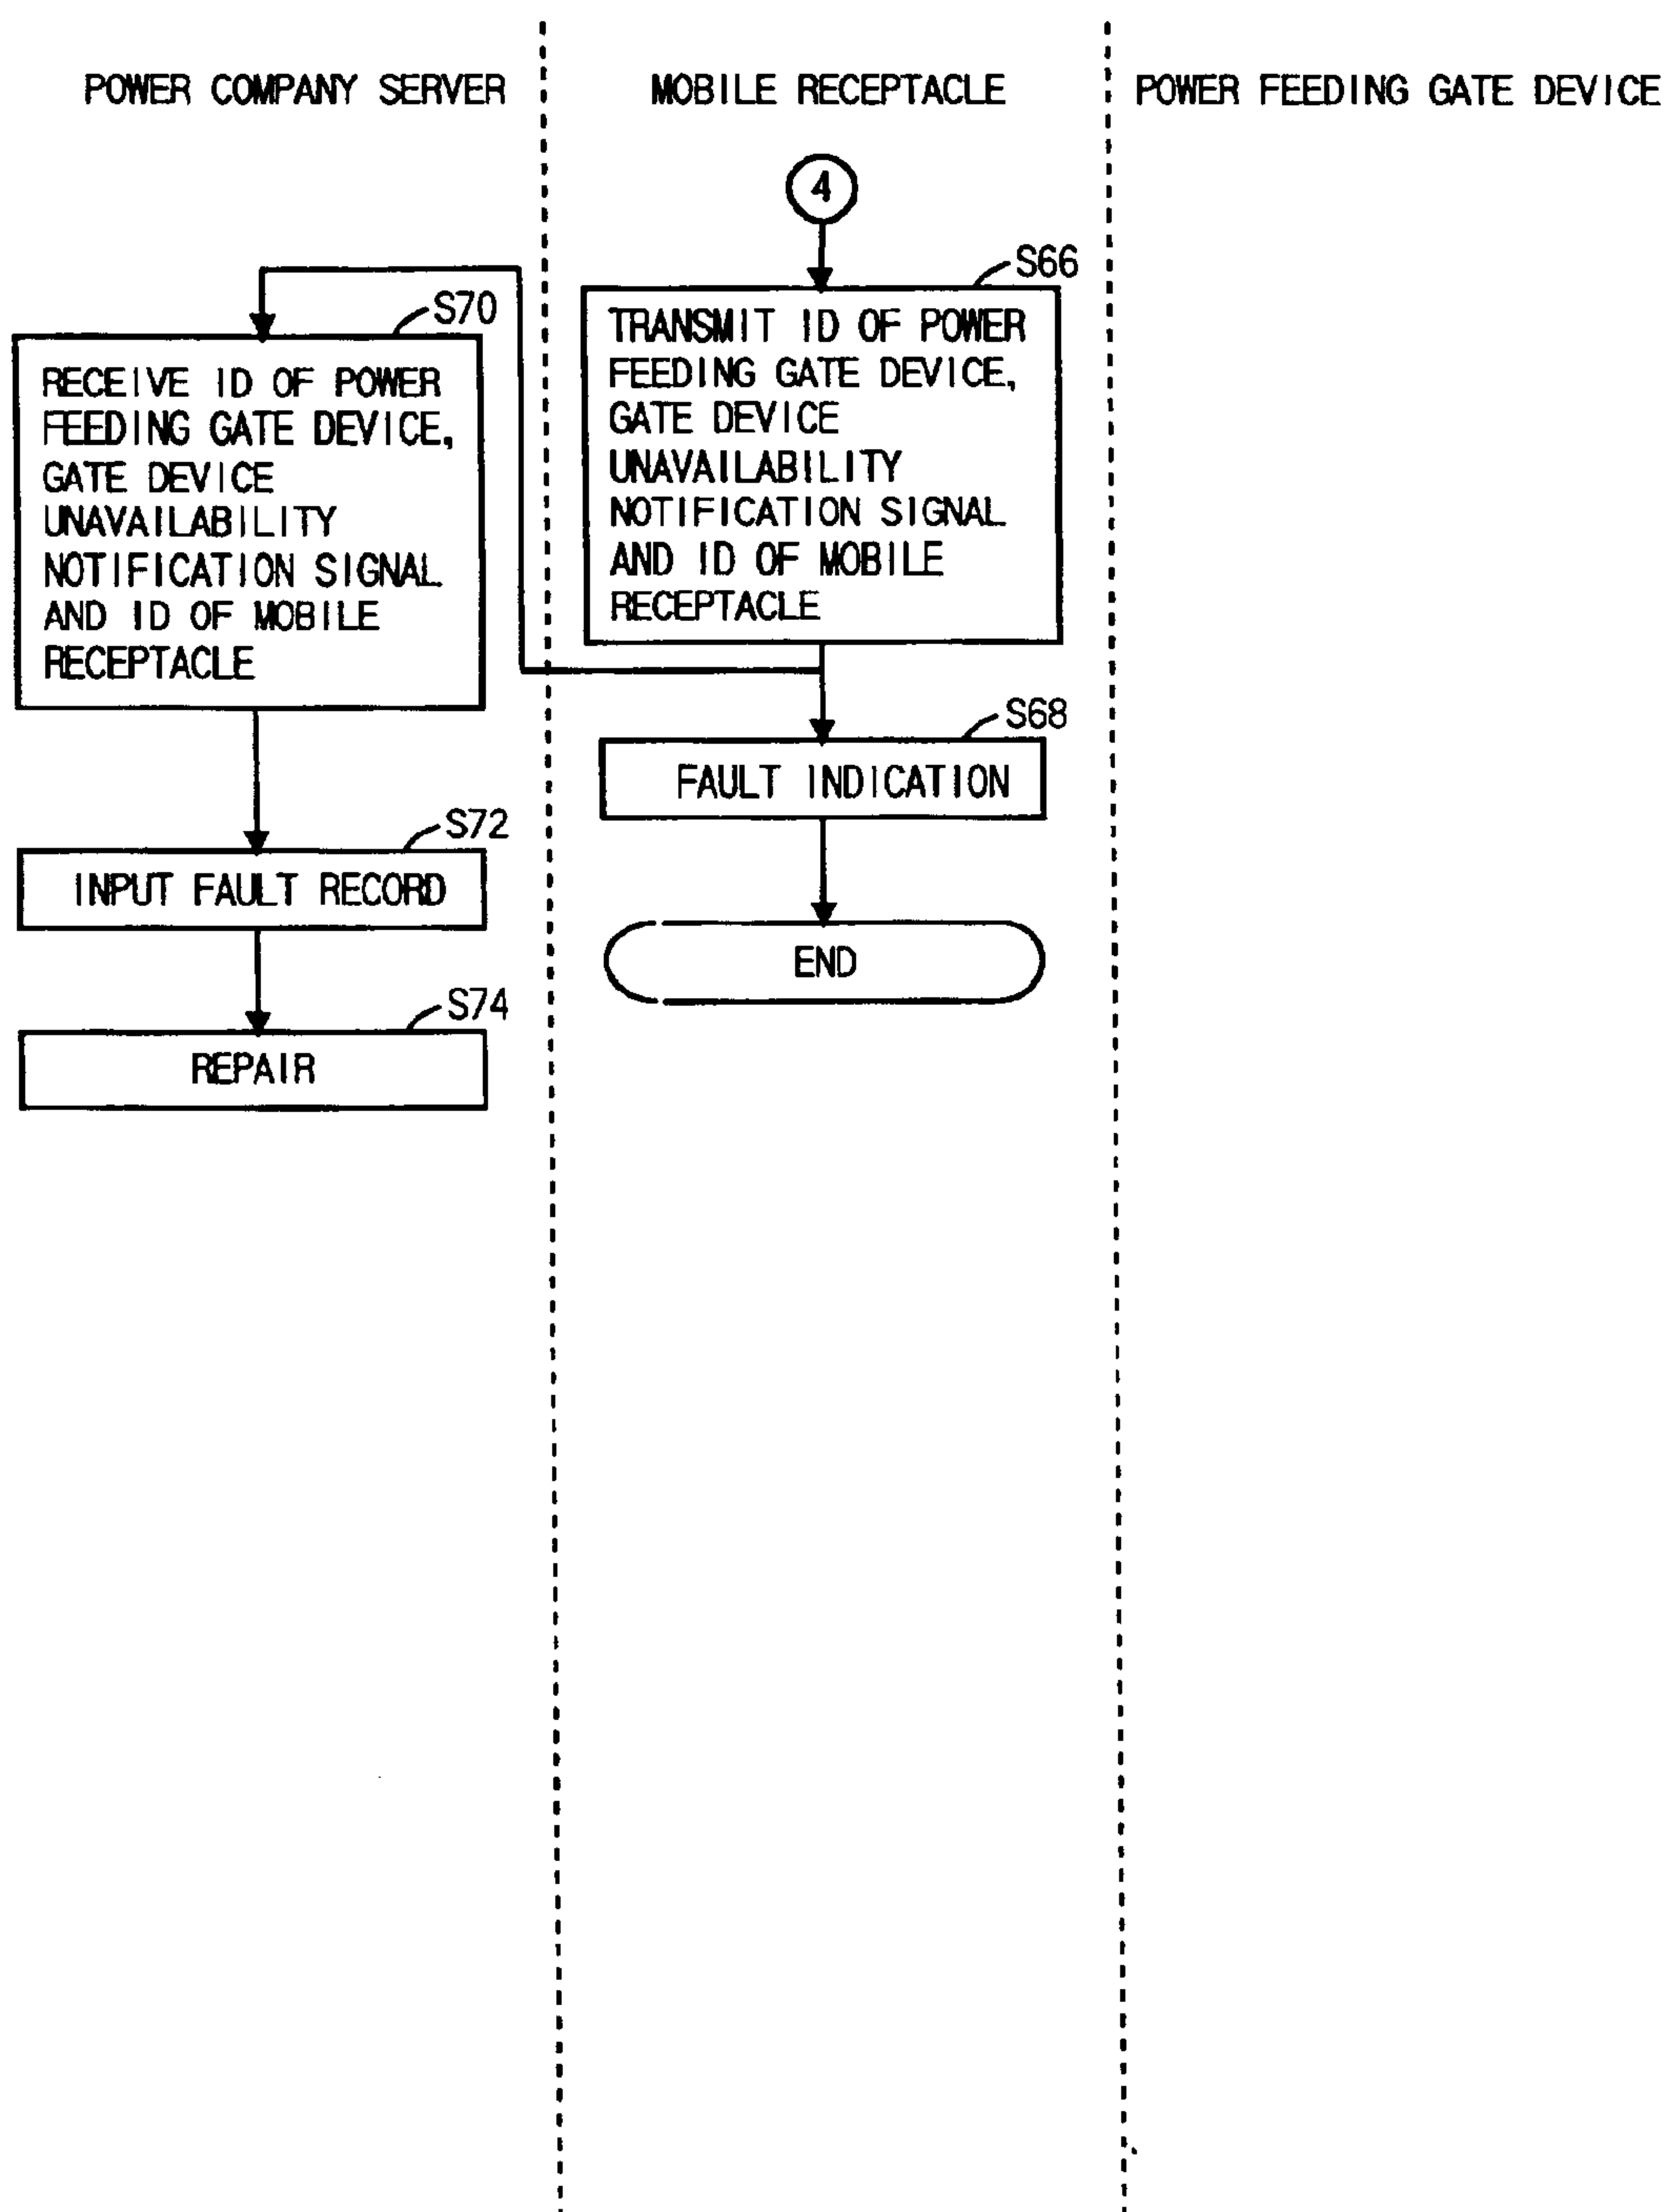 POWER COMPANY SERVER
MOBILE RECEPTACLE
POWER FEEDING GATE DEVICE
4
S66
TRANSMIT ID OF POWER
FEEDING GATE DEVICE,
GATE DEVICE
UNAVAILABILITY
NOTIFICATION SIGNAL
AND ID OF MOBILE
RECEPTACLE
S70
RECEIVE ID OF POWER
FEEDING GATE DEVICE,
GATE DEVICE
UNAVAILABILITY
NOTIFICATION SIGNAL
AND ID OF MOBILE
RECEPTACLE
S68
FAULT INDICATION
S72
INPUT FAULT RECORD
END
S74
REPAIR